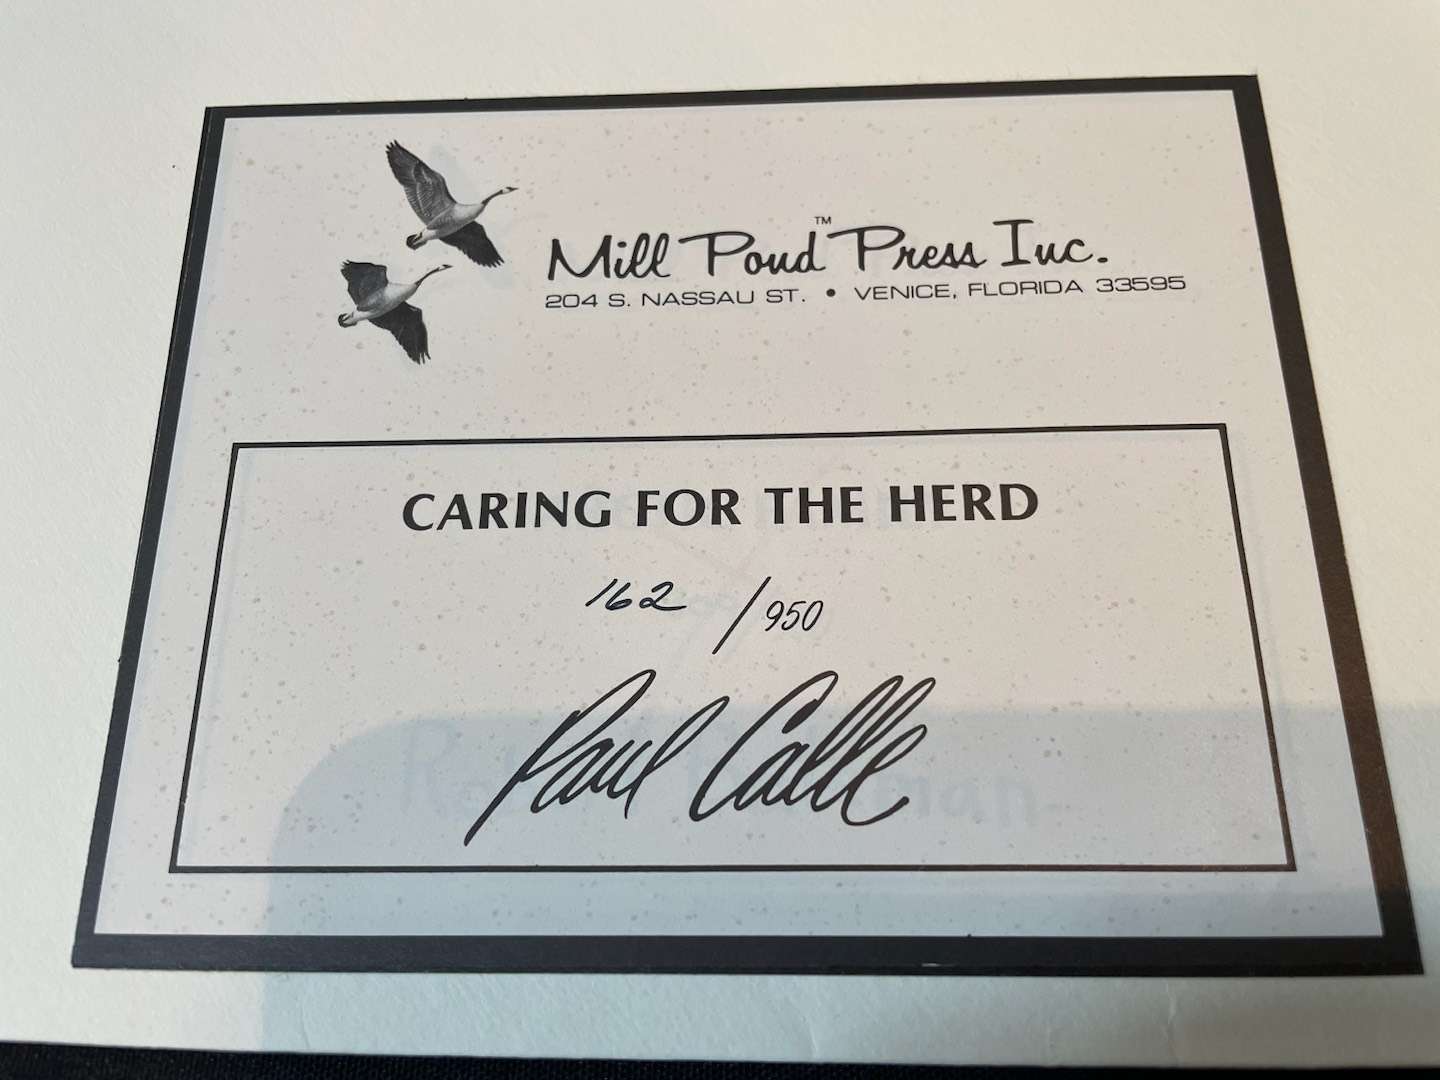 Mill Pond™ Press Inc.
204 S. NASSAU ST. • VENICE, FLORIDA 33595
CARING FOR THE HERD
162 /950
Paul Calle